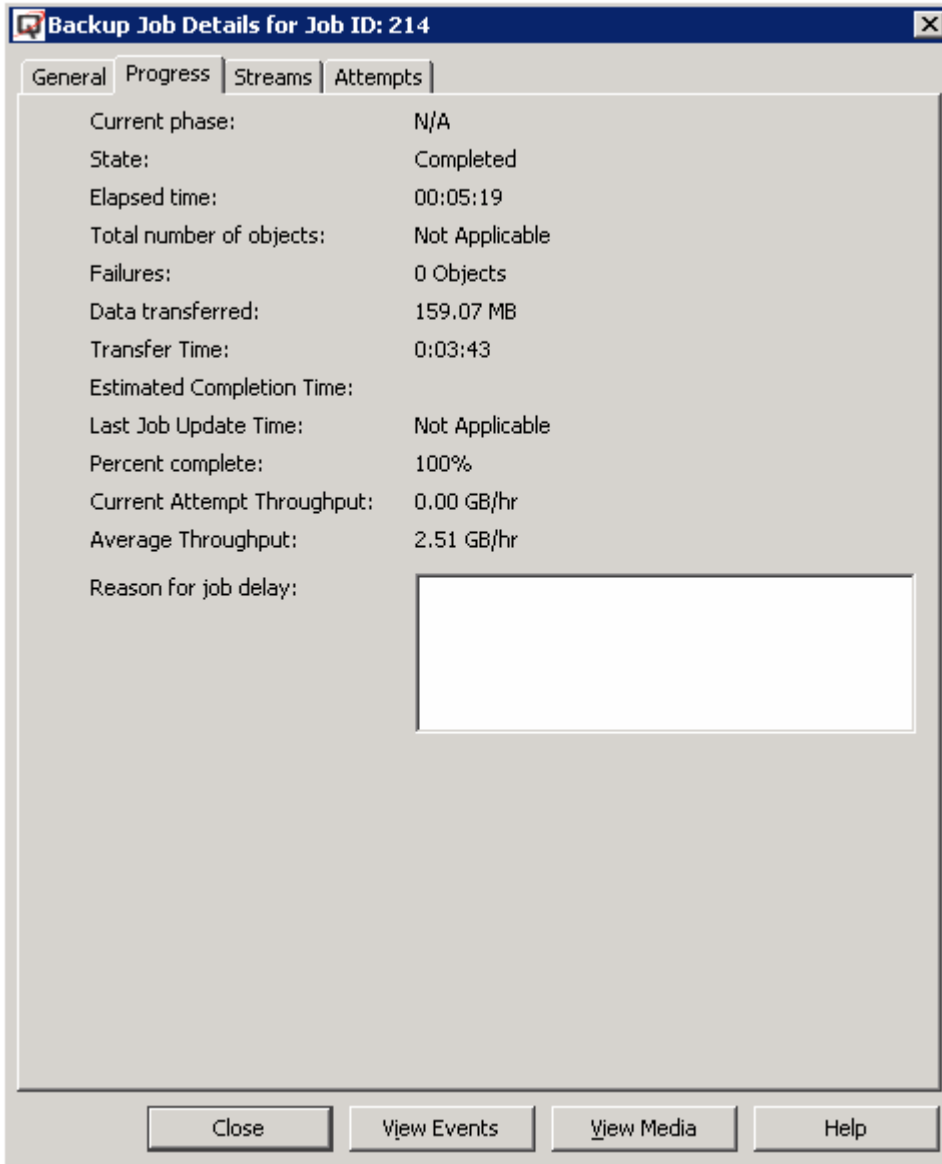 Backup Job Details for Job ID: 214
General Progress Streams Attempts
Current phase: N/A
State: Completed
Elapsed time: 00:05:19
Total number of objects: Not Applicable
Failures: 0 Objects
Data transferred: 159.07 MB
Transfer Time: 0:03:43
Estimated Completion Time:
Last Job Update Time: Not Applicable
Percent complete: 100%
Current Attempt Throughput: 0.00 GB/hr
Average Throughput: 2.51 GB/hr
Reason for job delay:
Close View Events View Media Help